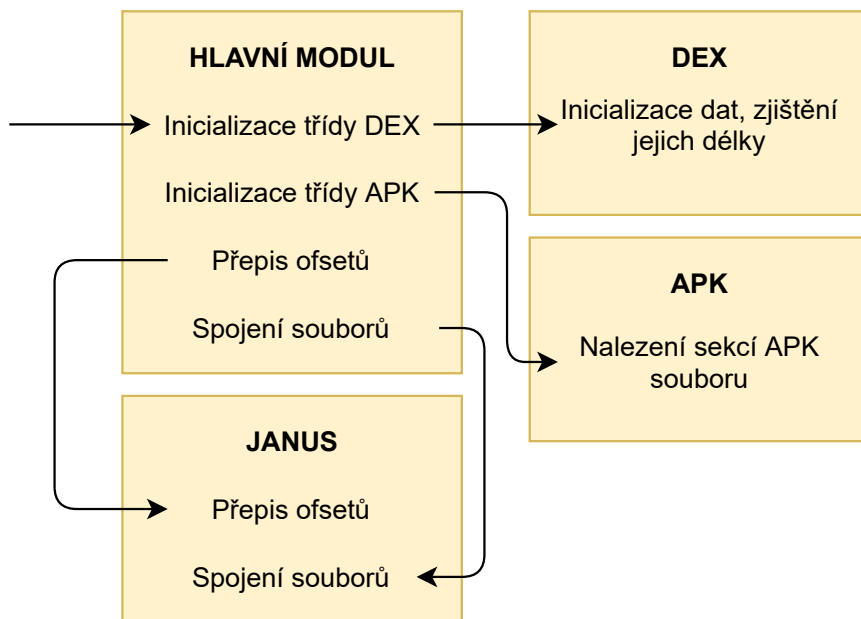 HLAVNÍ MODUL
Inicializace třídy DEX
Inicializace třídy APK
Přepis ofsetů
Spojení souborů
DEX
Inicializace dat, zjištění
jejich délky
APK
Nalezení sekcí APK
souboru
JANUS
Přepis ofsetů
Spojení souborů